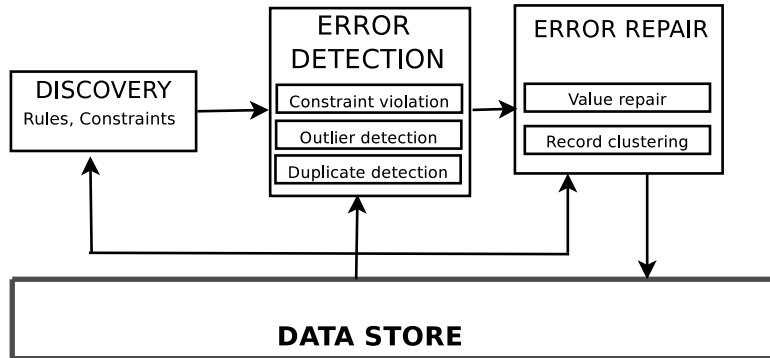 DISCOVERY
Rules, Constraints
ERROR
DETECTION
Constraint violation
Outlier detection
Duplicate detection
ERROR REPAIR
Value repair
Record clustering
DATA STORE